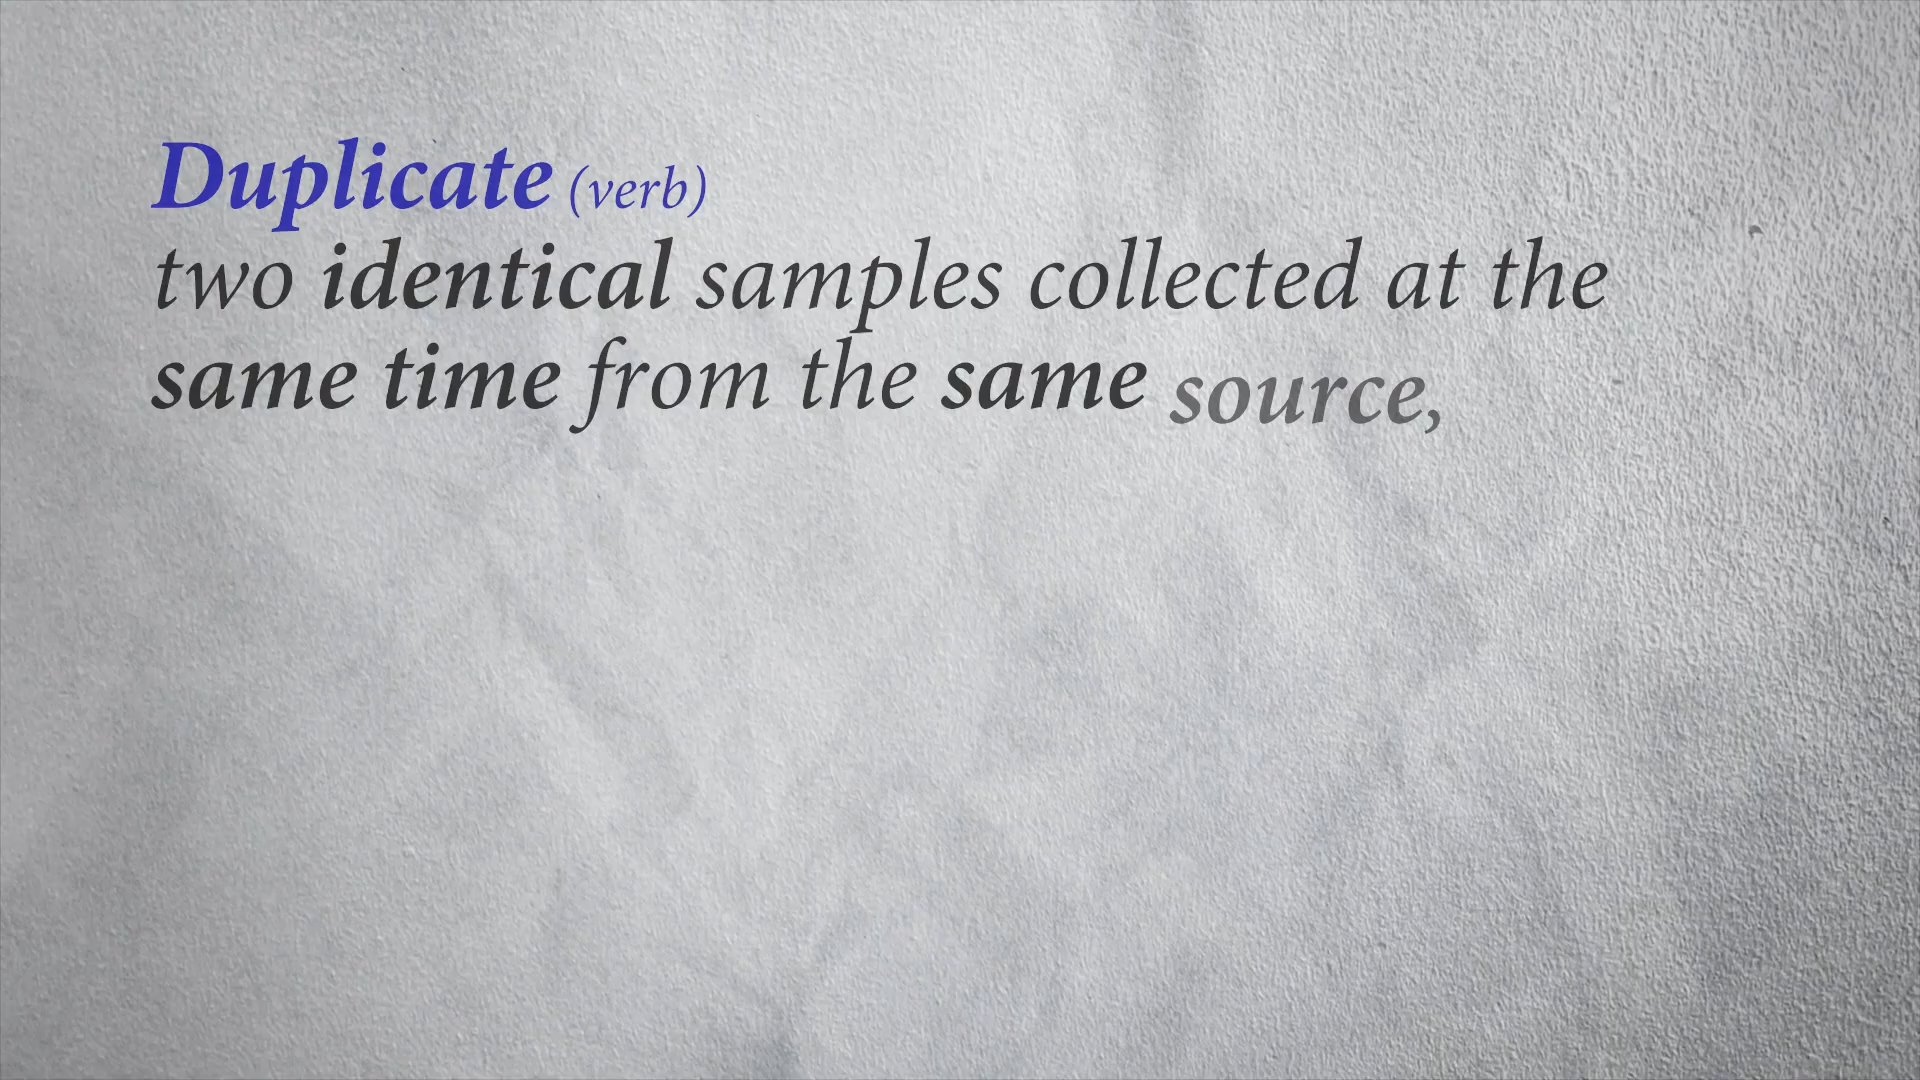 Duplicate (verb)
two identical samples collected at the
same time from the same source,